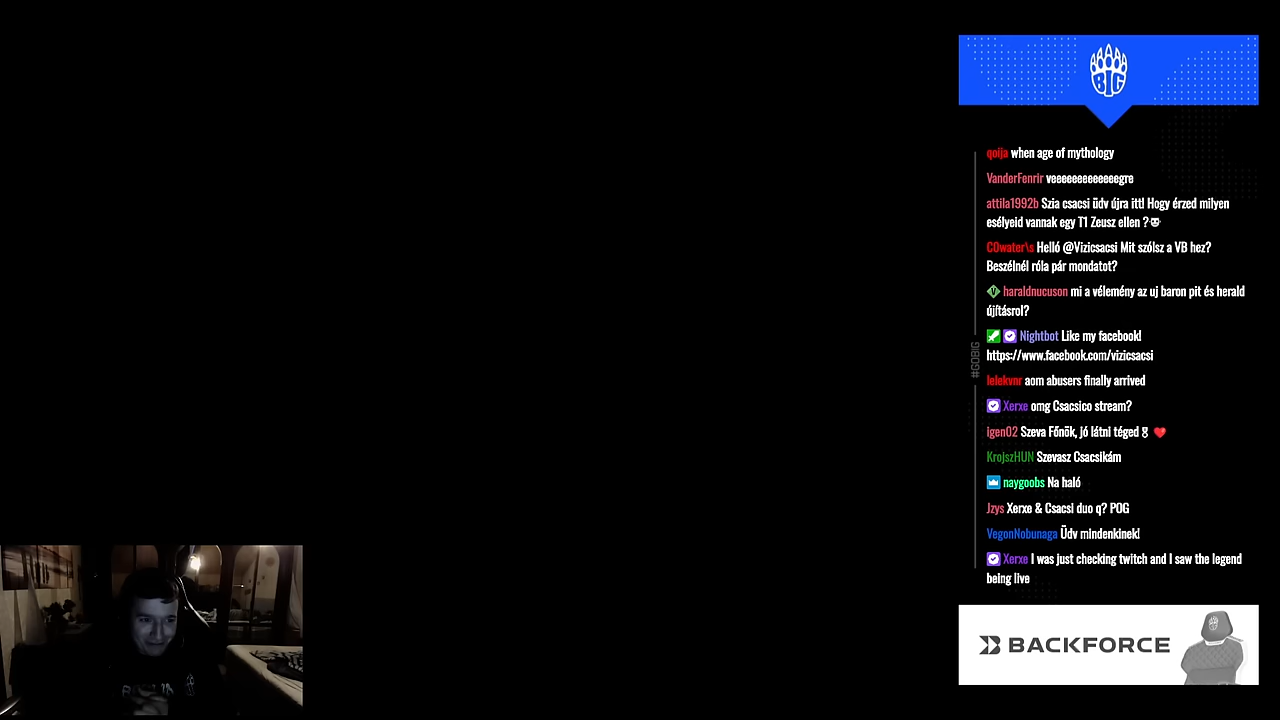 BIG
qoija when age of mythology
VanderFenrir veeeeeeeeeeeeegre
attila1992b Szia csacsi üdv újra itt! Hogy érzed milyen
esélyeid vannak egy T1 Zeusz ellen ?
C0water\s Helló @Vizicsacsi Mit szólsz a VB hez?
Beszélnél róla pár mondatot?
haraldnucuson mi a vélemény az uj baron pit és herald
újításrol?
#GOBIG
Nightbot Like my facebook!
https://www.facebook.com/vizicsacsi
lelekvnr aom abusers finally arrived
Xerxe omg Csacsico stream?
igen02 Szeva Főnök, jó látni téged
KrojszHUN Szevasz Csacsikám
naygoobs Na haló
Jzys Xerxe & Csacsi duo q? POG
VegonNobunaga Üdv mindenkinek!
Xerxe I was just checking twitch and I saw the legend
being live
BACKFORCE